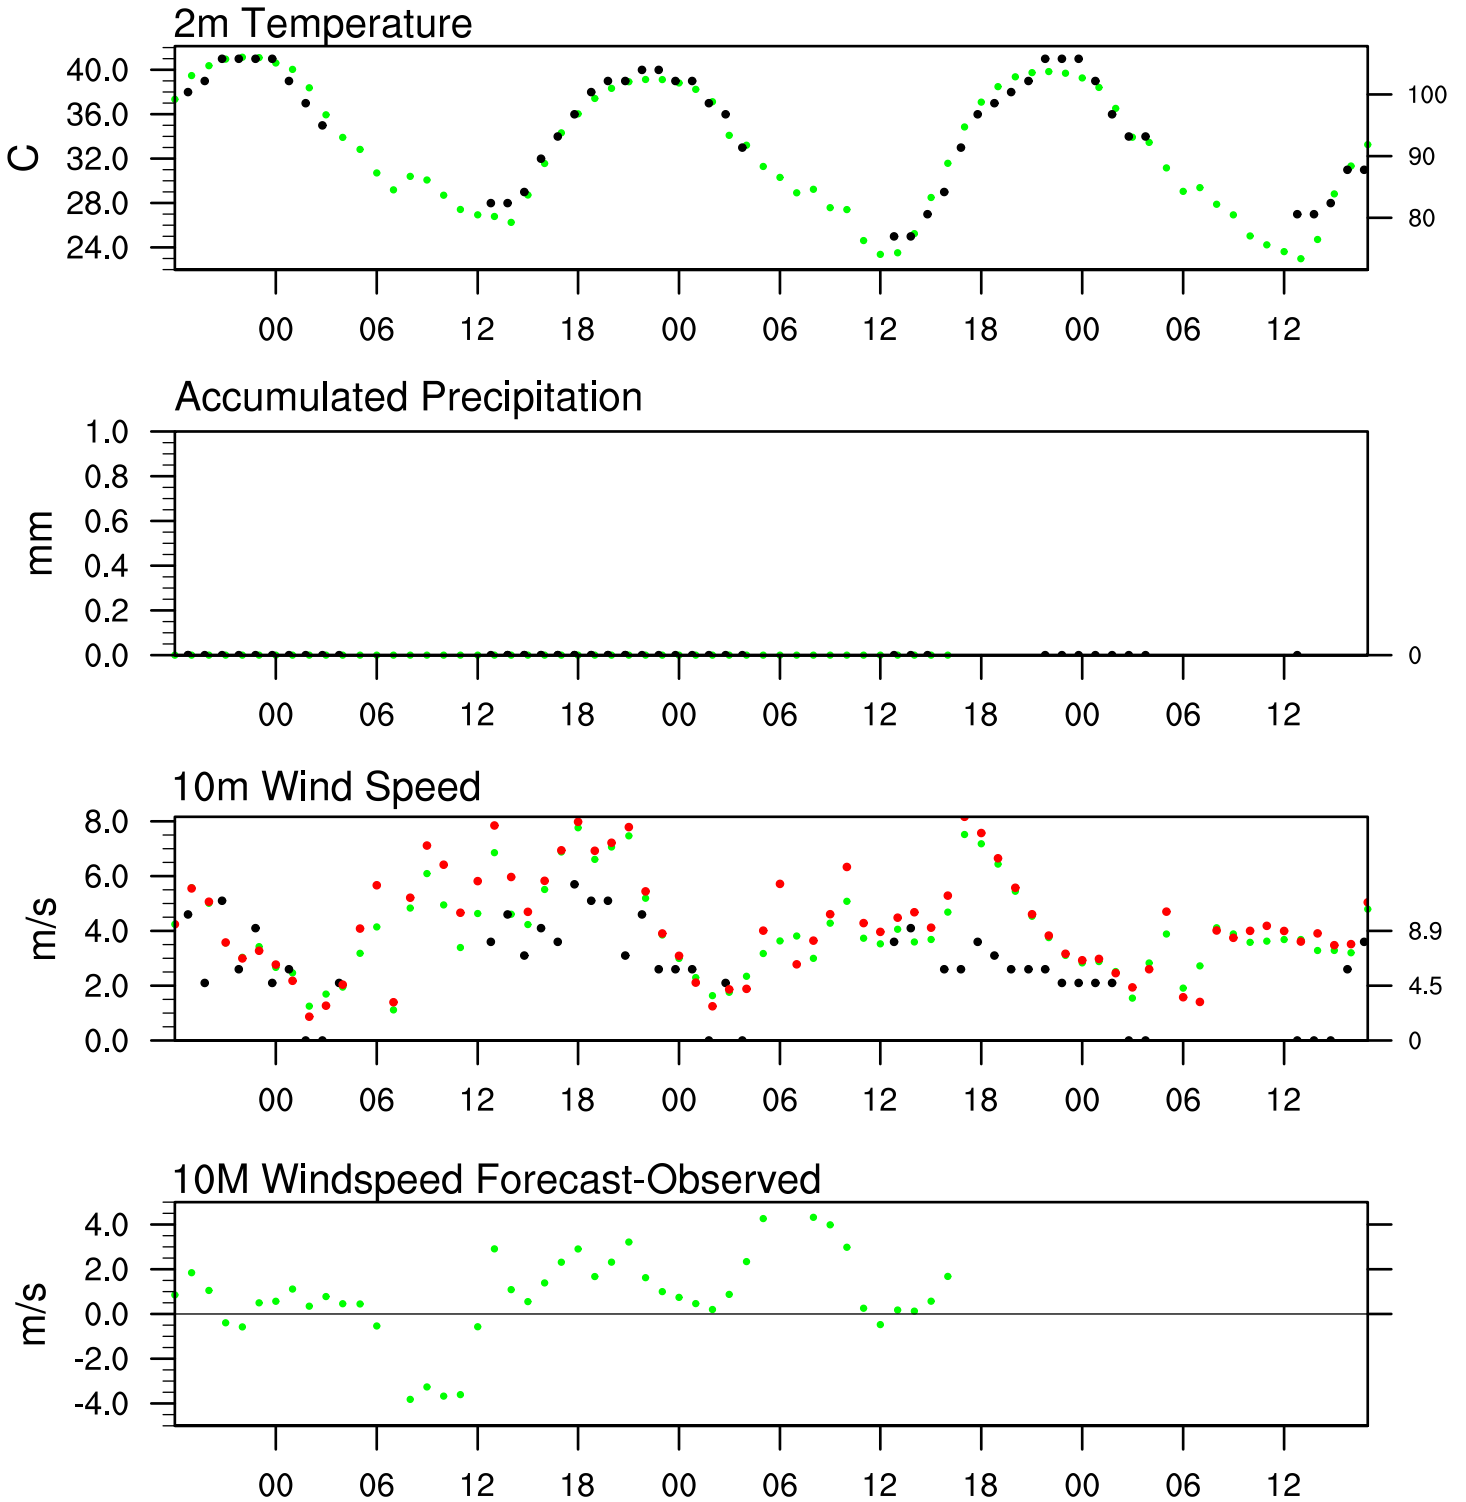 2m Temperature
40.0
36.0
32.0
28.0
24.0
C
100
90
80
00 06 12 18 00 06 12 18 00 06 12
Accumulated Precipitation
1.0
0.8
0.6
0.4
0.2
0.0
mm
0
00 06 12 18 00 06 12 18 00 06 12
10m Wind Speed
8.0
6.0
4.0
2.0
0.0
m/s
8.9
4.5
0
00 06 12 18 00 06 12 18 00 06 12
10M Windspeed Forecast-Observed
4.0
2.0
0.0
-2.0
-4.0
m/s
00 06 12 18 00 06 12 18 00 06 12